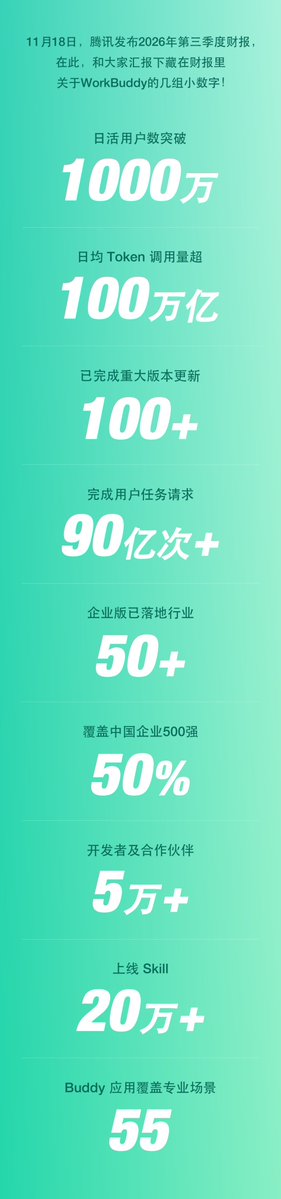 11月18日，腾讯发布2026年第三季度财报，
在此，和大家汇报下藏在财报里
关于WorkBuddy的几组小数字！
日活用户数突破
1000万
日均 Token 调用量超
100万亿
已完成重大版本更新
100+
完成用户任务请求
90亿次+
企业版已落地行业
50+
覆盖中国企业500强
50%
开发者及合作伙伴
5万+
上线 Skill
20万+
Buddy 应用覆盖专业场景
55